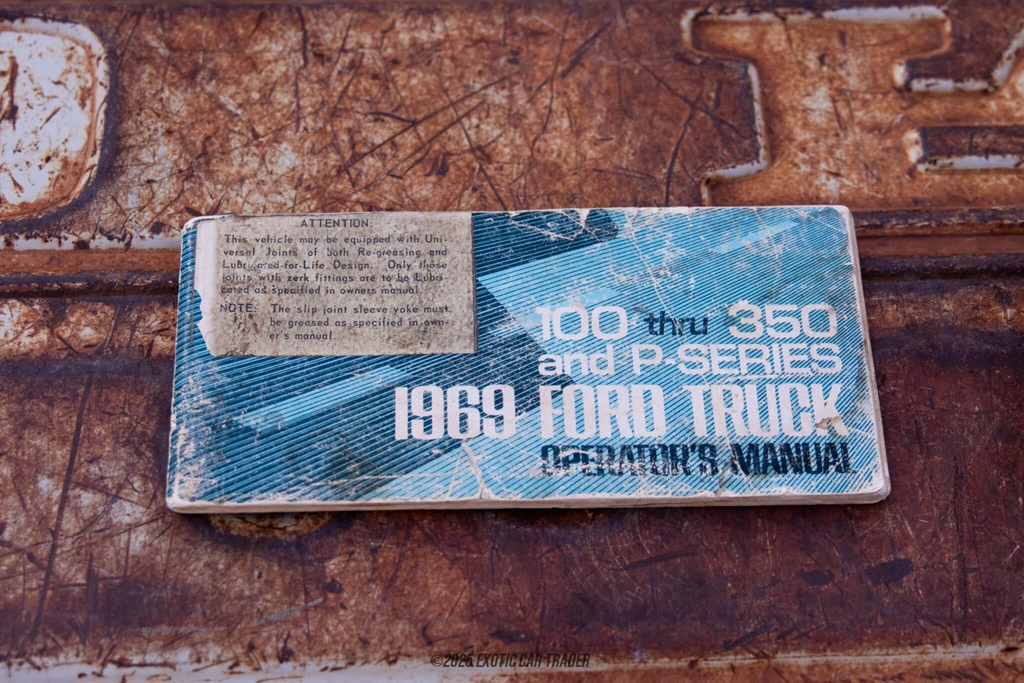 ATTENTION:
This vehicle may be equipped with Uni-
versal Joints of both Re-greasing and
Lubricated-for-Life Design. Only those
joints with zerk fittings are to be Lubri-
cated as specified in owners manual.
NOTE: The slip joint sleeve yoke must
be greased as specified in own-
er's manual.
100 thru 350
and P-SERIES
1969 FORD TRUCK
OPERATOR'S MANUAL
©2025 EXOTIC CAR TRADER